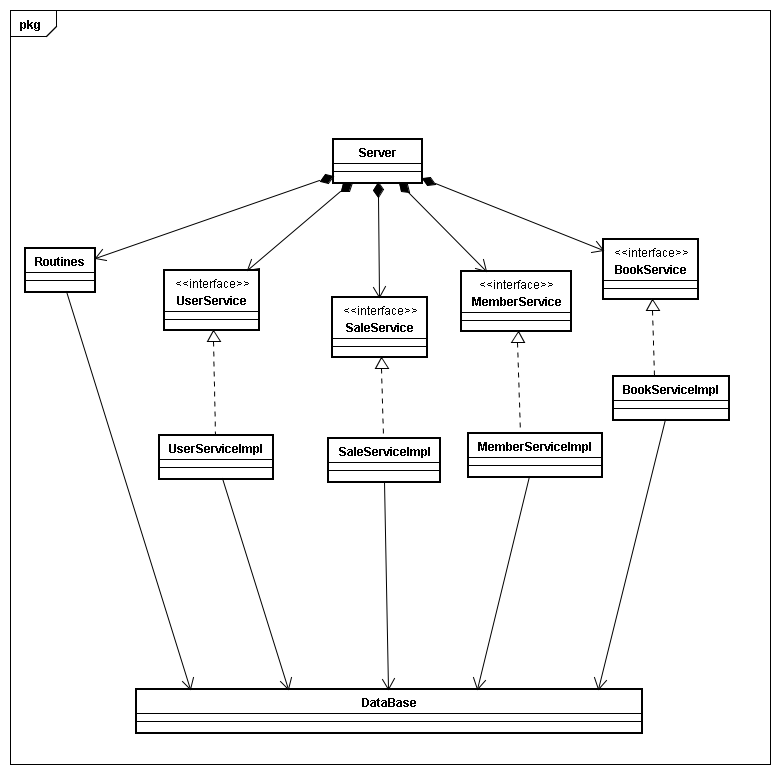 pkg
Server
Routines
<<interface>>
UserService
<<interface>>
SaleService
<<interface>>
MemberService
<<interface>>
BookService
UserServiceImpl
SaleServiceImpl
MemberServiceImpl
BookServiceImpl
DataBase